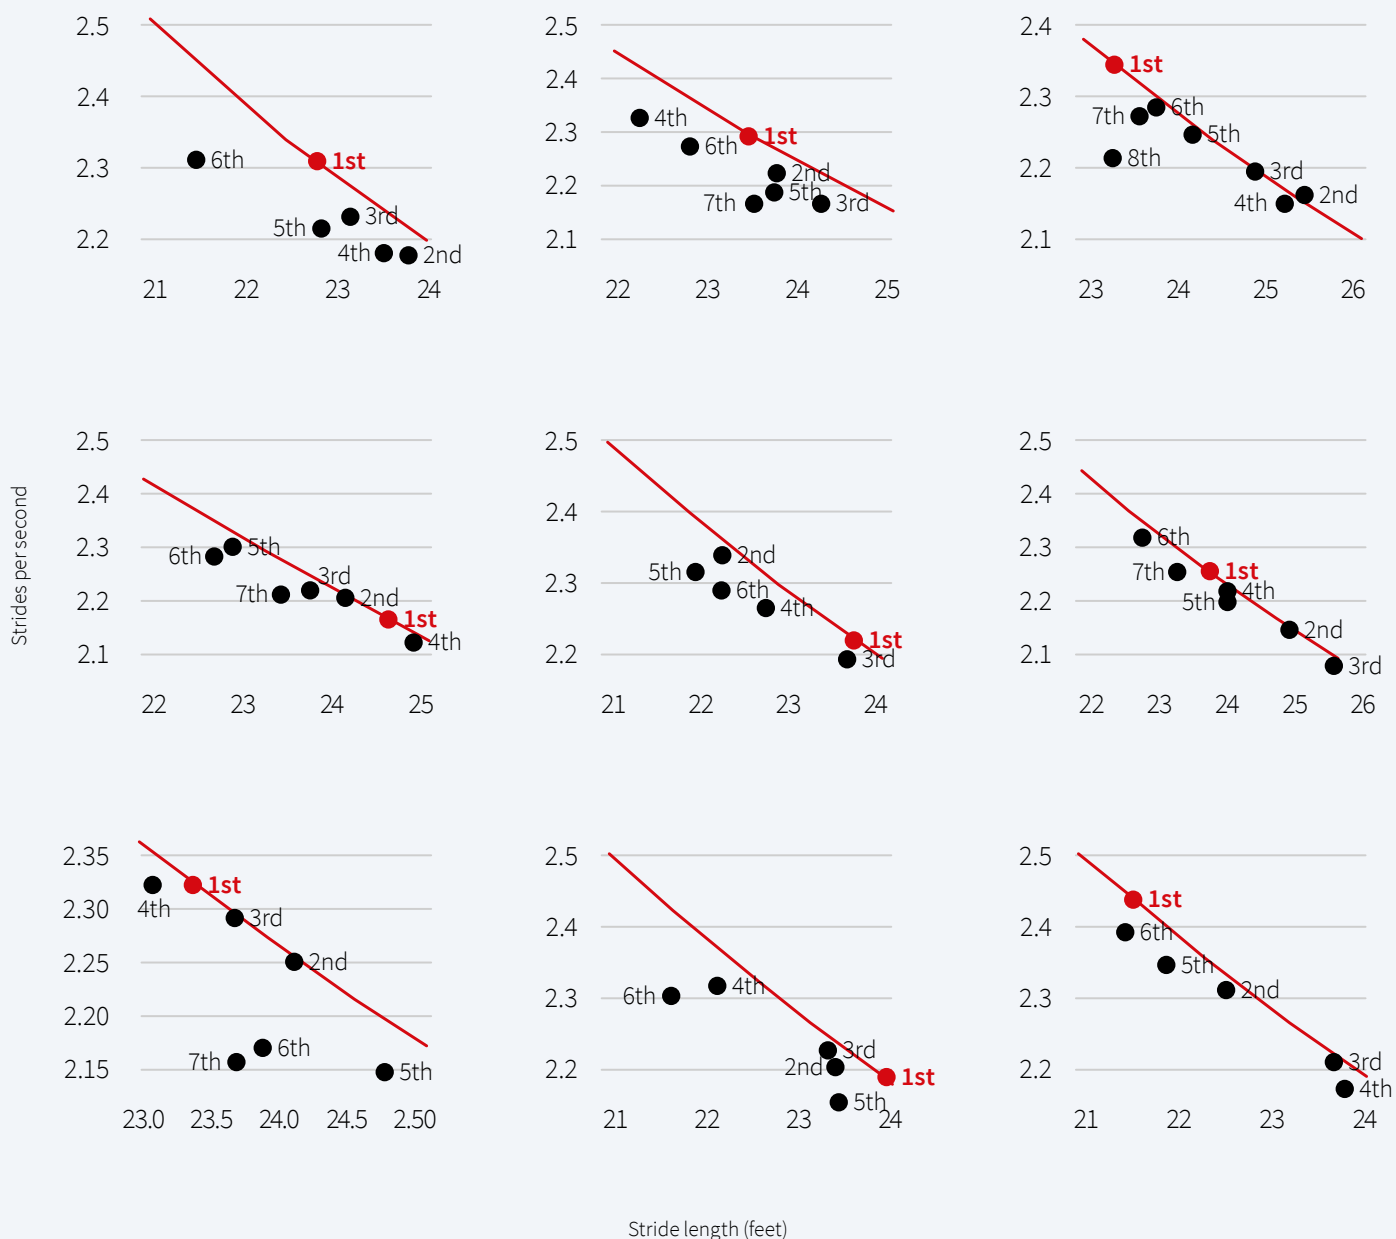 2.5
2.4
2.3
2.2
6th
1st
3rd
5th
4th
2nd
21 22 23 24
2.5
2.4
2.3
2.2
2.1
4th
1st
6th
2nd
5th
7th
3rd
22 23 24 25
2.4
2.3
2.2
2.1
1st
6th
7th
5th
8th
3rd
2nd
4th
23 24 25 26
Strides per second
2.5
2.4
2.3
2.2
2.1
5th
6th
3rd
7th
2nd
1st
4th
22 23 24 25
2.5
2.4
2.3
2.2
2nd
5th
6th
4th
1st
3rd
21 22 23 24
2.5
2.4
2.3
2.2
2.1
6th
7th
1st
4th
5th
2nd
3rd
22 23 24 25 26
2.35
2.30
2.25
2.20
2.15
1st
4th
3rd
2nd
6th
7th
5th
23.0 23.5 24.0 24.5 2.50
2.5
2.4
2.3
2.2
4th
6th
3rd
2nd
1st
5th
21 22 23 24
2.5
2.4
2.3
2.2
1st
6th
5th
2nd
3rd
4th
21 22 23 24
Stride length (feet)